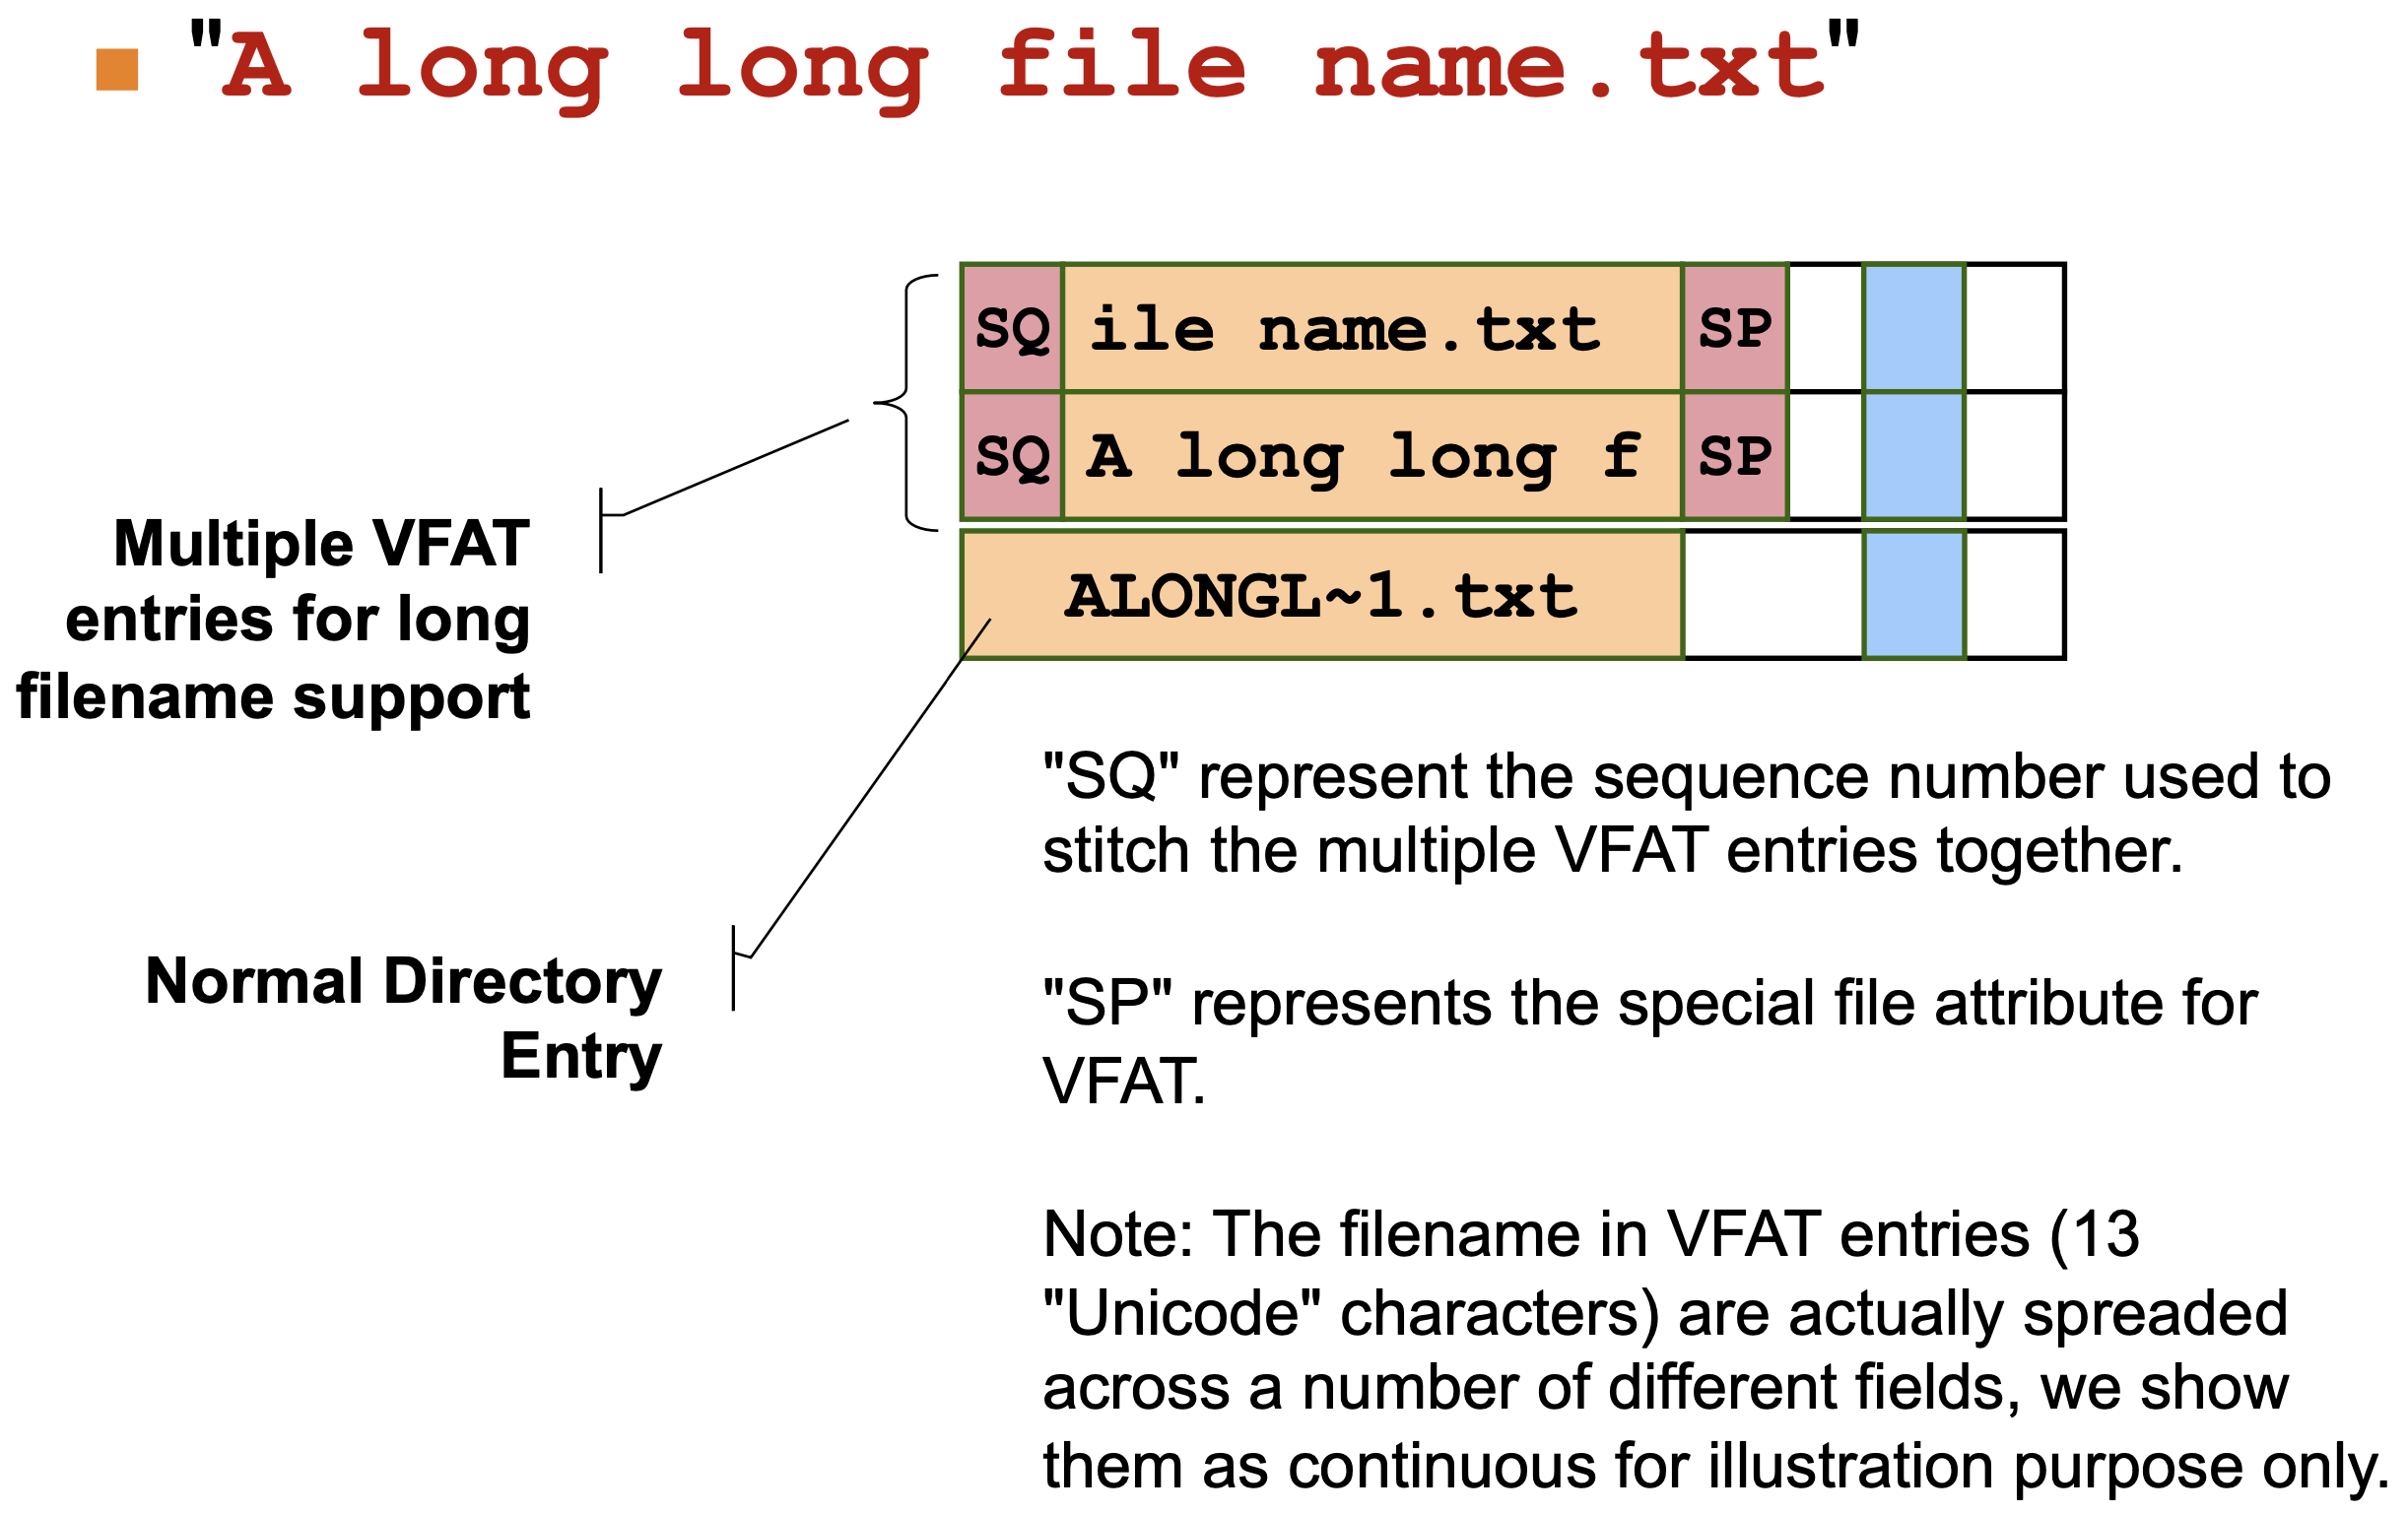 "A long long file name.txt"
SQ ile name.txt SP
SQ A long long f SP
ALONGL~1.txt
Multiple VFAT
entries for long
filename support
Normal Directory
Entry
"SQ" represent the sequence number used to
stitch the multiple VFAT entries together.
"SP" represents the special file attribute for
VFAT.
Note: The filename in VFAT entries (13
"Unicode" characters) are actually spreaded
across a number of different fields, we show
them as continuous for illustration purpose only.